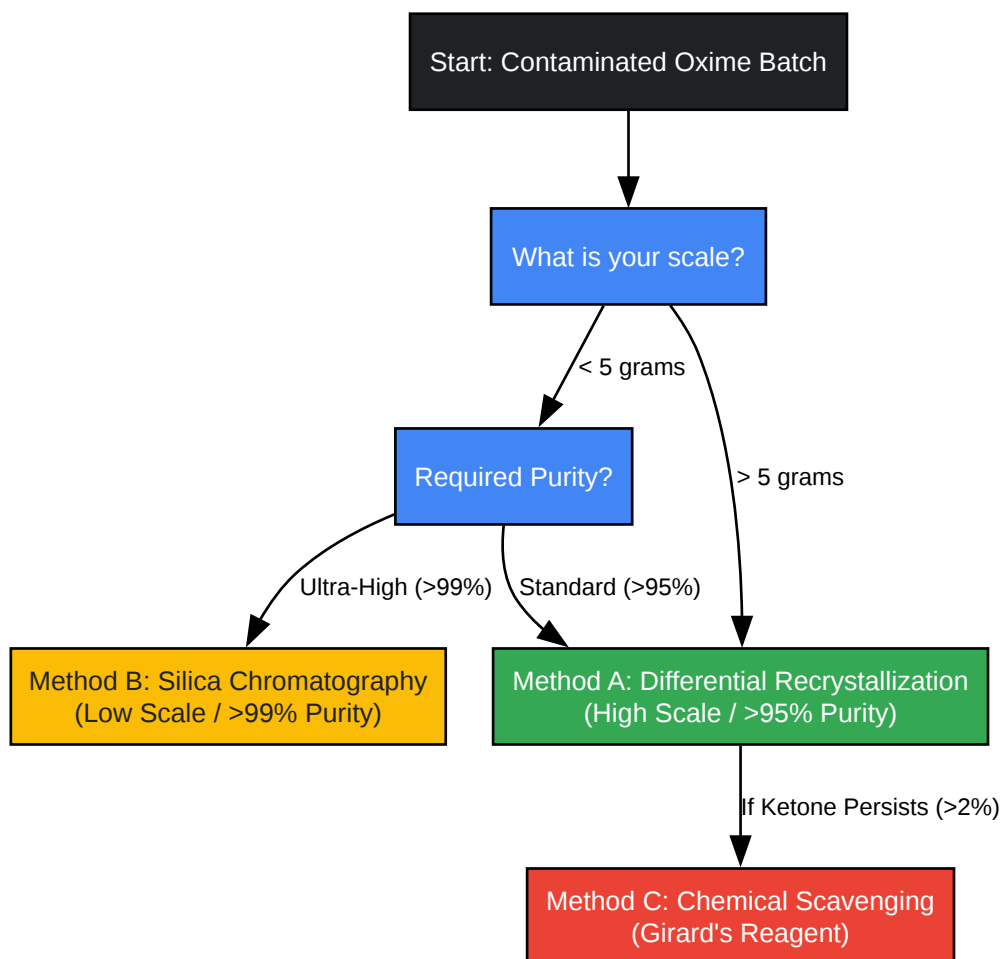 Start: Contaminated Oxime Batch
What is your scale?
< 5 grams
Required Purity?
> 5 grams
Ultra-High (>99%)
Standard (>95%)
Method B: Silica Chromatography
(Low Scale / >99% Purity)
Method A: Differential Recrystallization
(High Scale / >95% Purity)
If Ketone Persists (>2%)
Method C: Chemical Scavenging
(Girard's Reagent)